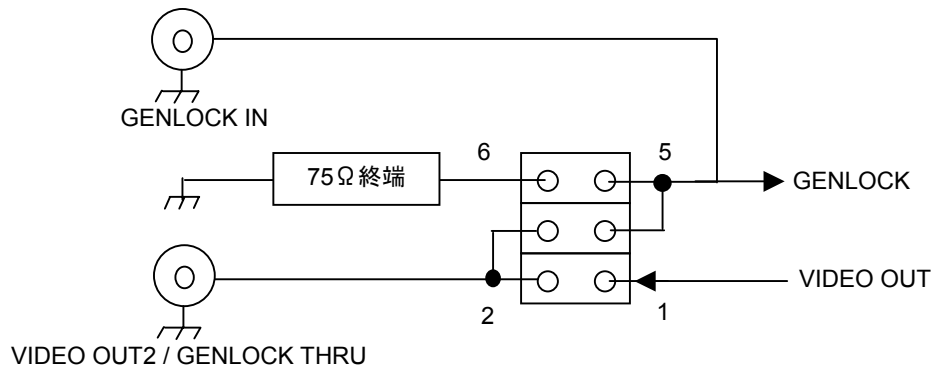 GENLOCK IN
6
5
75Ω終端
GENLOCK
VIDEO OUT
2
1
VIDEO OUT2 / GENLOCK THRU